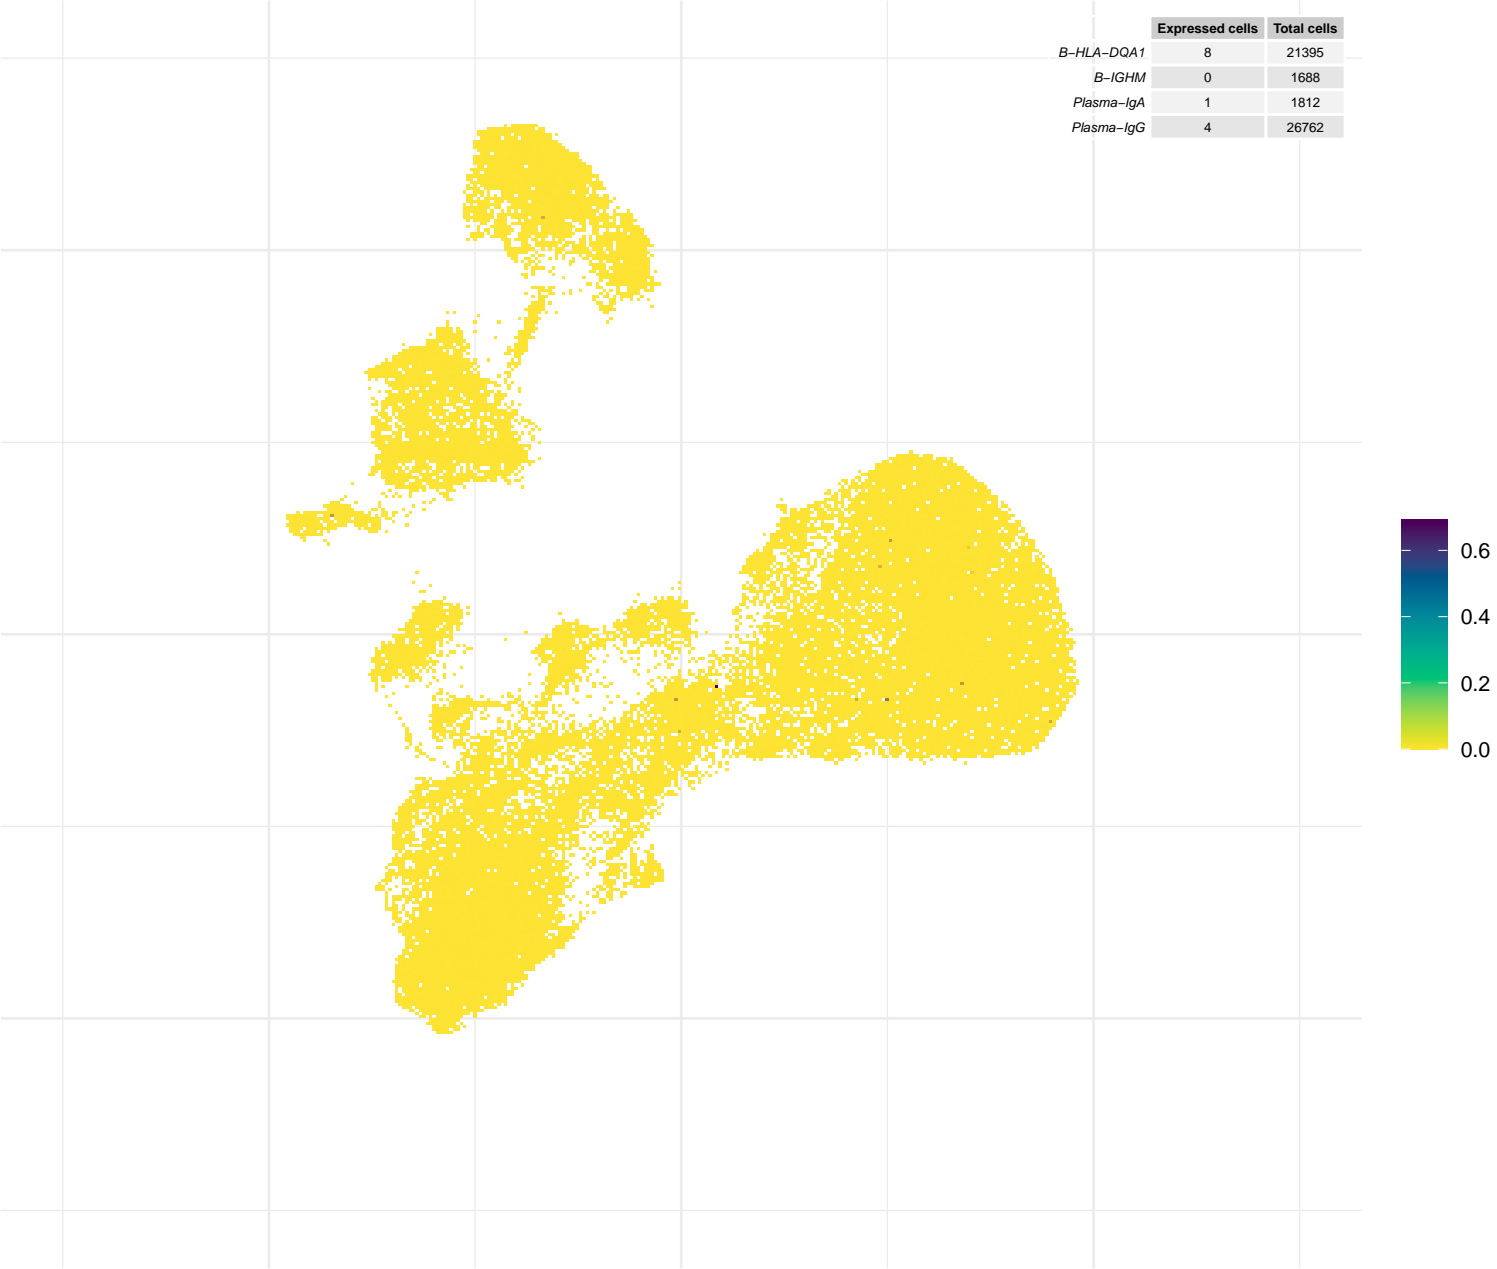 Expressed cells Total cells
B−HLA−DQA1 8 21395
B−IGHM 0 1688
Plasma−IgA 1 1812
Plasma−IgG 4 26762
0.6
0.4
0.2
0.0